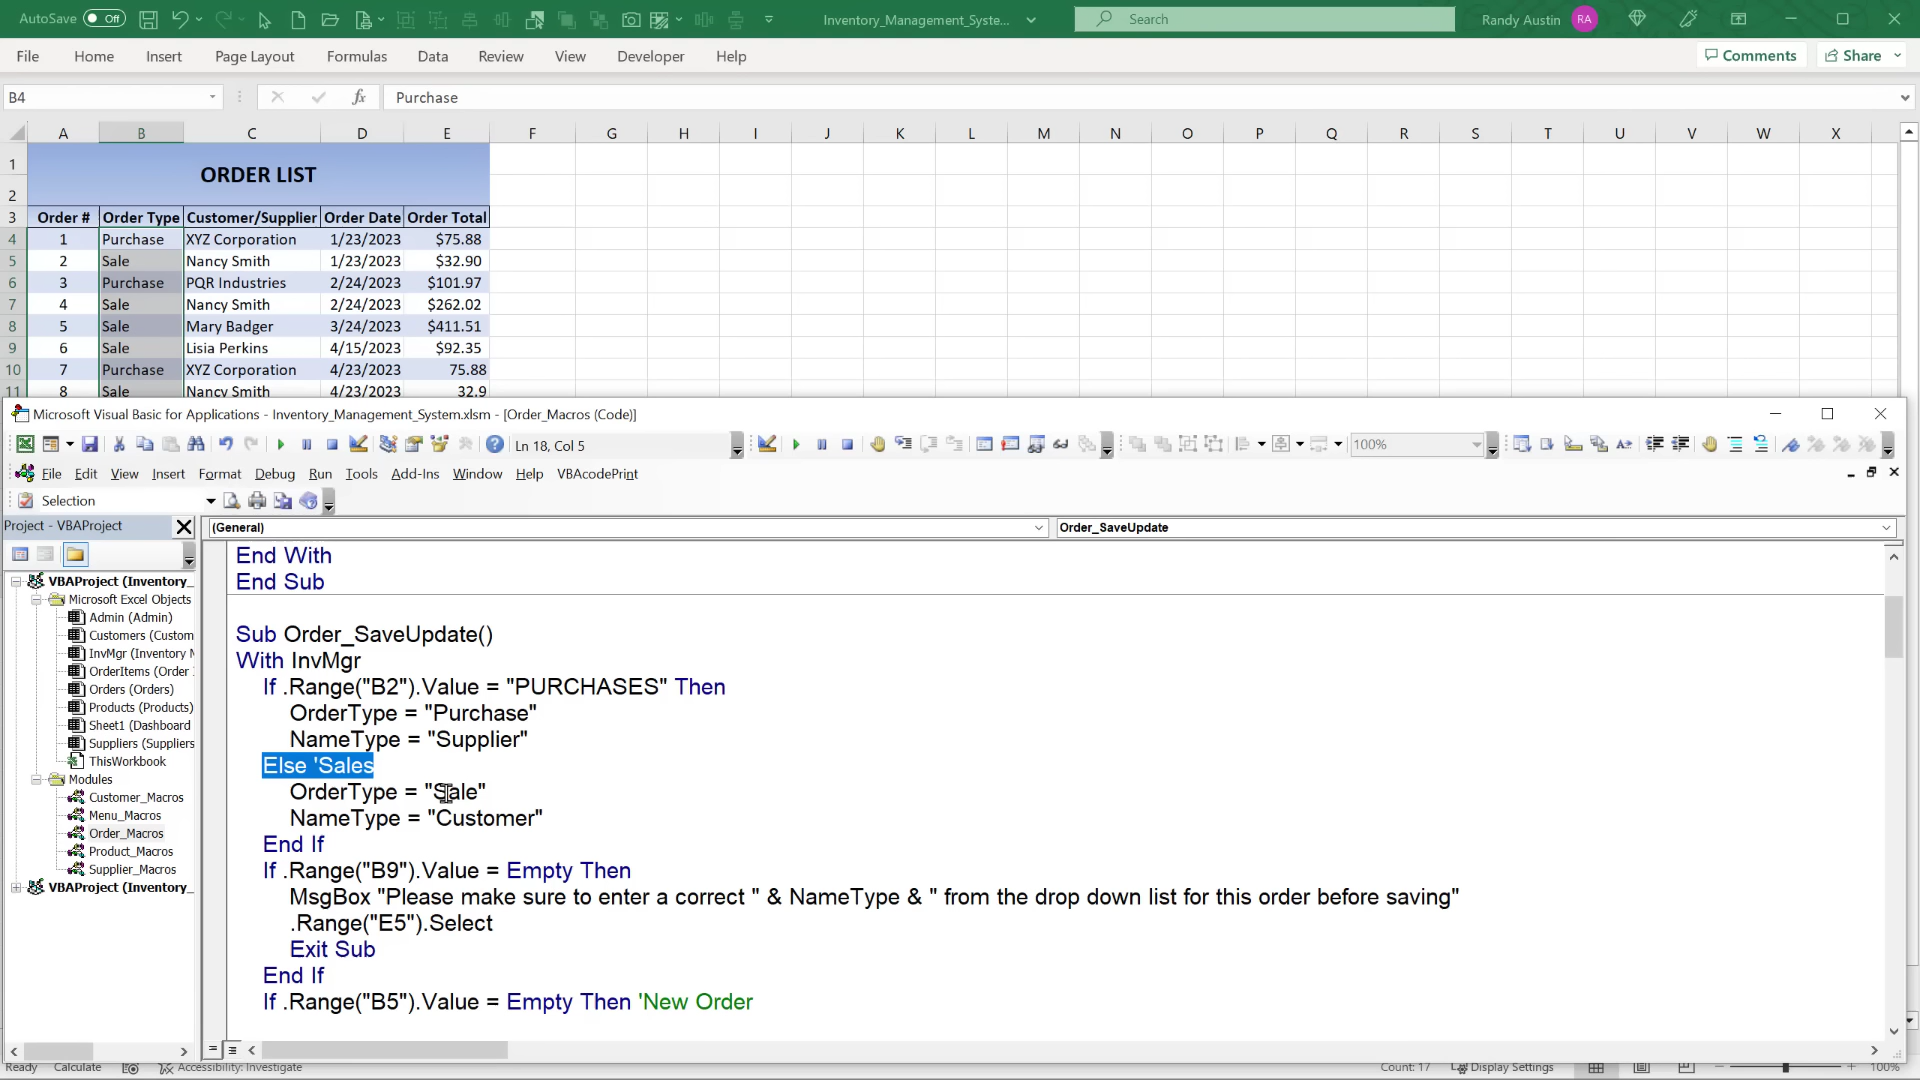 AutoSave Off Inventory_Management_Syste... Search Randy Austin RA
File Home Insert Page Layout Formulas Data Review View Developer Help Comments Share
B4 fx Purchase
A B C D E F G H I J K L M N O P Q R S T U V W X
1 ORDER LIST
2
3 Order # Order Type Customer/Supplier Order Date Order Total
4 1 Purchase XYZ Corporation 1/23/2023 $75.88
5 2 Sale Nancy Smith 1/23/2023 $32.90
6 3 Purchase PQR Industries 2/24/2023 $101.97
7 4 Sale Nancy Smith 2/24/2023 $262.02
8 5 Sale Mary Badger 3/24/2023 $411.51
9 6 Sale Lisia Perkins 4/15/2023 $92.35
10 7 Purchase XYZ Corporation 4/23/2023 75.88
11 8 Sale Nancy Smith 4/23/2023 32.9
Microsoft Visual Basic for Applications - Inventory_Management_System.xlsm - [Order_Macros (Code)]
Ln 18, Col 5 100%
File Edit View Insert Format Debug Run Tools Add-Ins Window Help VBAcodePrint
Selection
Project - VBAProject
(General) Order_SaveUpdate
VBAProject (Inventory_
Microsoft Excel Objects
Admin (Admin)
Customers (Custom
InvMgr (Inventory M
OrderItems (Order
Orders (Orders)
Products (Products)
Sheet1 (Dashboard
Suppliers (Suppliers
ThisWorkbook
Modules
Customer_Macros
Menu_Macros
Order_Macros
Product_Macros
Supplier_Macros
VBAProject (Inventory_
End With
End Sub
Sub Order_SaveUpdate()
With InvMgr
If .Range("B2").Value = "PURCHASES" Then
OrderType = "Purchase"
NameType = "Supplier"
Else 'Sales
OrderType = "Sale"
NameType = "Customer"
End If
If .Range("B9").Value = Empty Then
MsgBox "Please make sure to enter a correct " & NameType & " from the drop down list for this order before saving"
.Range("E5").Select
Exit Sub
End If
If .Range("B5").Value = Empty Then 'New Order
Ready Calculate Accessibility: Investigate Count: 17 Display Settings 100%